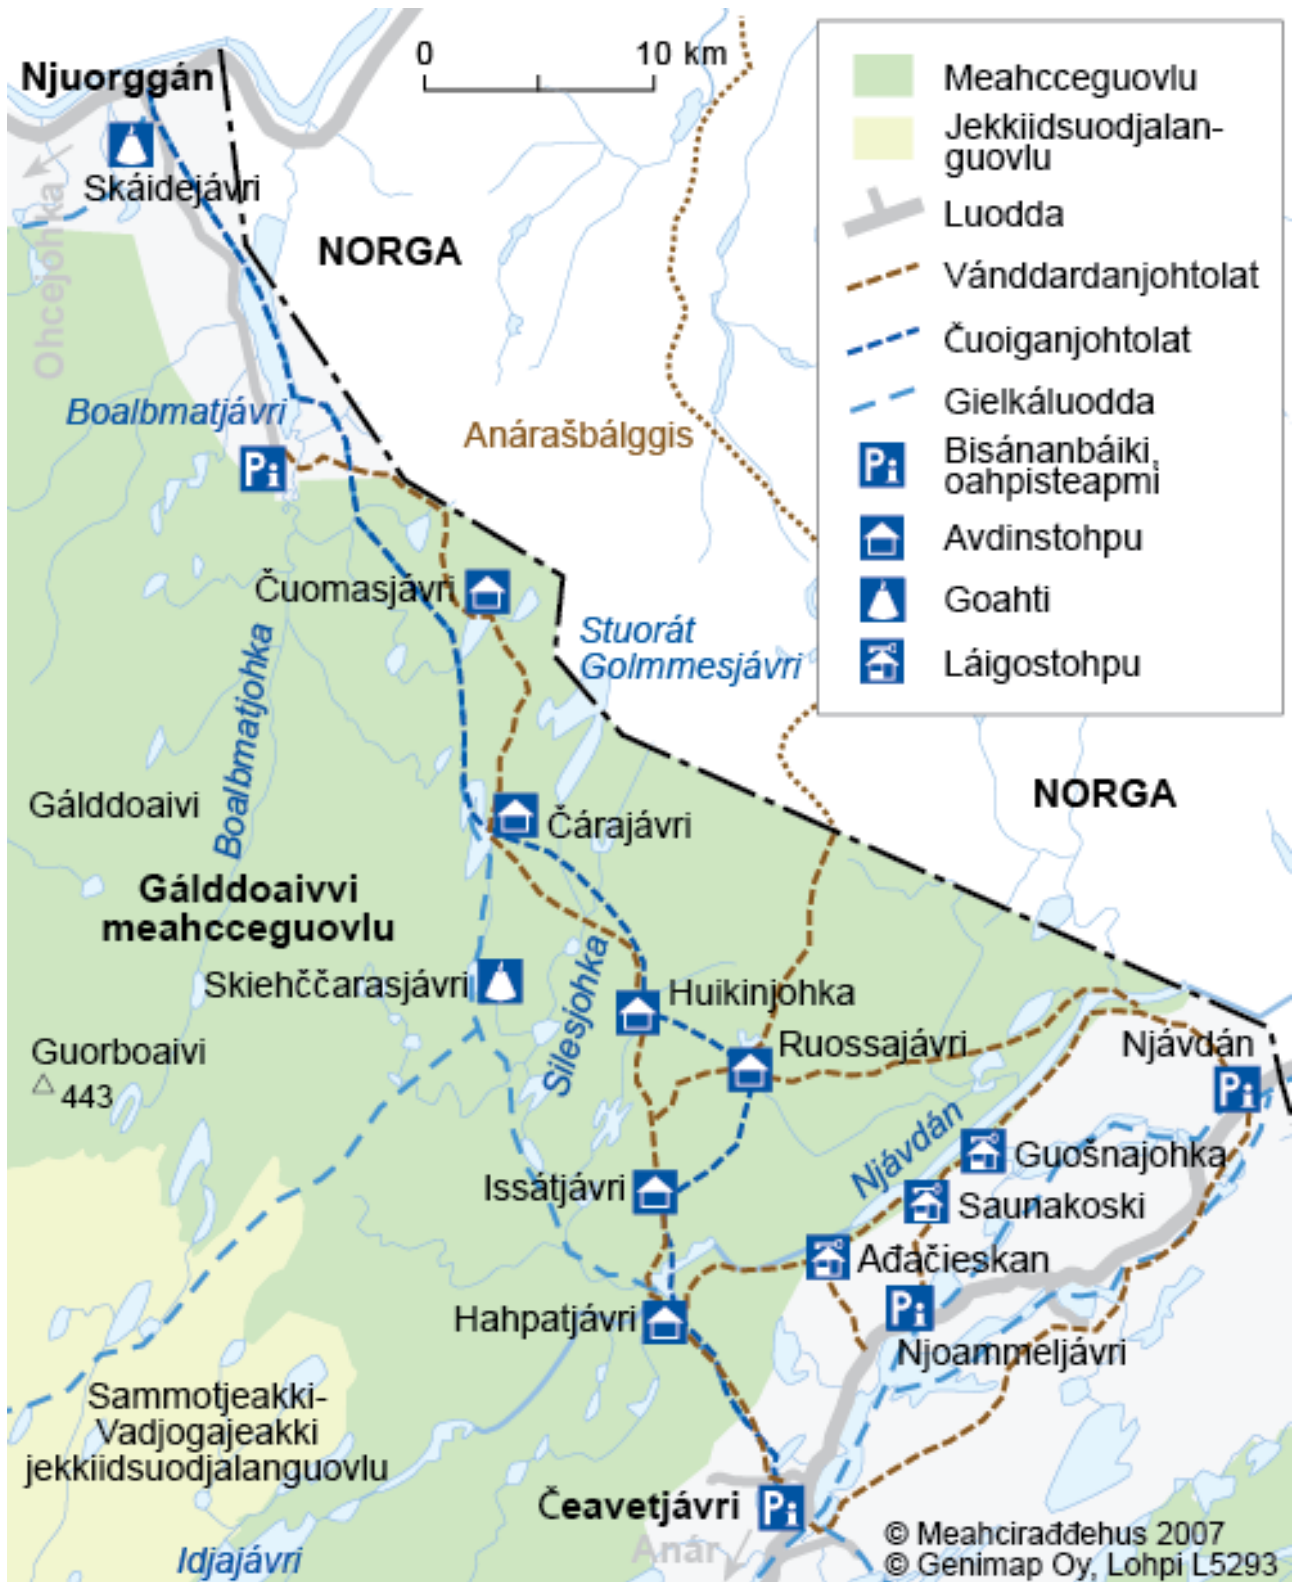 Njuorggán
0 10 km
Skáidejávri
Ohcejohka
NORGA
Boalbmatjávri
Anárašbálggis
Čuomasjávri
Stuorát
Golmmesjávri
Boalbmatjohka
Gálddoaivi
Čárajávri
NORGA
Gálddoaivvi
meahcceguovlu
Skiehččarasjávri
Silesjohka
Huikinjohka
Guorboaivi
443
Ruossajávri
Njávdán
Njávdán
Guošnajohka
Issátjávri
Saunakoski
Ađačieskan
Hahpatjávri
Njoammeljávri
Sammotjeakki-
Vadjogajeakki
jekkiidsuodjalanguovlu
Čeavetjávri
Anár
Idjajávri
Meahcceguovlu
Jekkiidsuodjalan-
guovlu
Luodda
Vánddardanjohtolat
Čuoiganjohtolat
Gielkáluodda
Bisánanbáiki,
oahpisteapmi
Avdinstohpu
Goahti
Láigostohpu
© Meahcirađđehus 2007
© Genimap Oy, Lohpi L5293